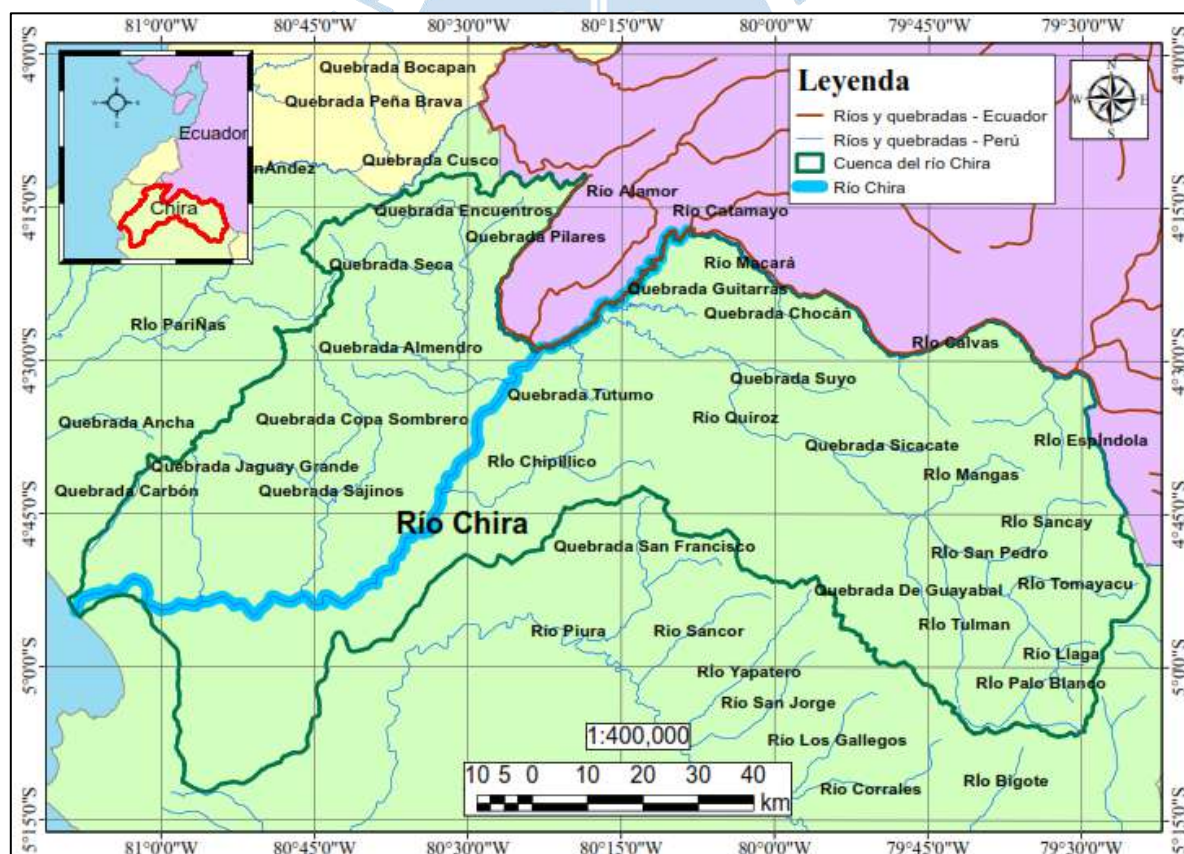 81°0'0"W 80°45'0"W 80°30'0"W 80°15'0"W 80°0'0"W 79°45'0"W 79°30'0"W
4°0'0"S
4°15'0"S
4°30'0"S
4°45'0"S
5°0'0"S
5°15'0"S
Ecuador
Chira
N
W E
S
Leyenda
Ríos y quebradas - Ecuador
Ríos y quebradas - Perú
Cuenca del río Chira
Río Chira
Quebrada Bocapan
Quebrada Peña Brava
Quebrada Cusco
nÁndez
Río Alamor
Quebrada Encuentros
Río Catamayo
Quebrada Pilares
Quebrada Seca
Río Macará
Quebrada Guitarras
Quebrada Chocán
RÍo PariÑas
Quebrada Almendro
RÍo Calvas
Quebrada Suyo
Quebrada Tutumo
Quebrada Ancha
Quebrada Copa Sombrero
Río Quiroz
Quebrada Sicacate
RÍo EspÍndola
Quebrada Jaguay Grande
RÍo Chipillico
RÍo Mangas
Quebrada Carbón
Quebrada Sajinos
Río Chira
RÍo Sancay
Quebrada San Francisco
RÍo San Pedro
Quebrada De Guayabal
RÍo Tomayacu
Río Piura
Río Sancor
RÍo Tulman
Río Llaga
RÍo Yapatero
RÍo Palo Blanco
Río San Jorge
Río Los Gallegos
RÍo Bigote
Río Corrales
1:400,000
10 5 0 10 20 30 40
km
4°0'0"S
4°15'0"S
4°30'0"S
4°45'0"S
5°0'0"S
5°15'0"S
81°0'0"W 80°45'0"W 80°30'0"W 80°15'0"W 80°0'0"W 79°45'0"W 79°30'0"W